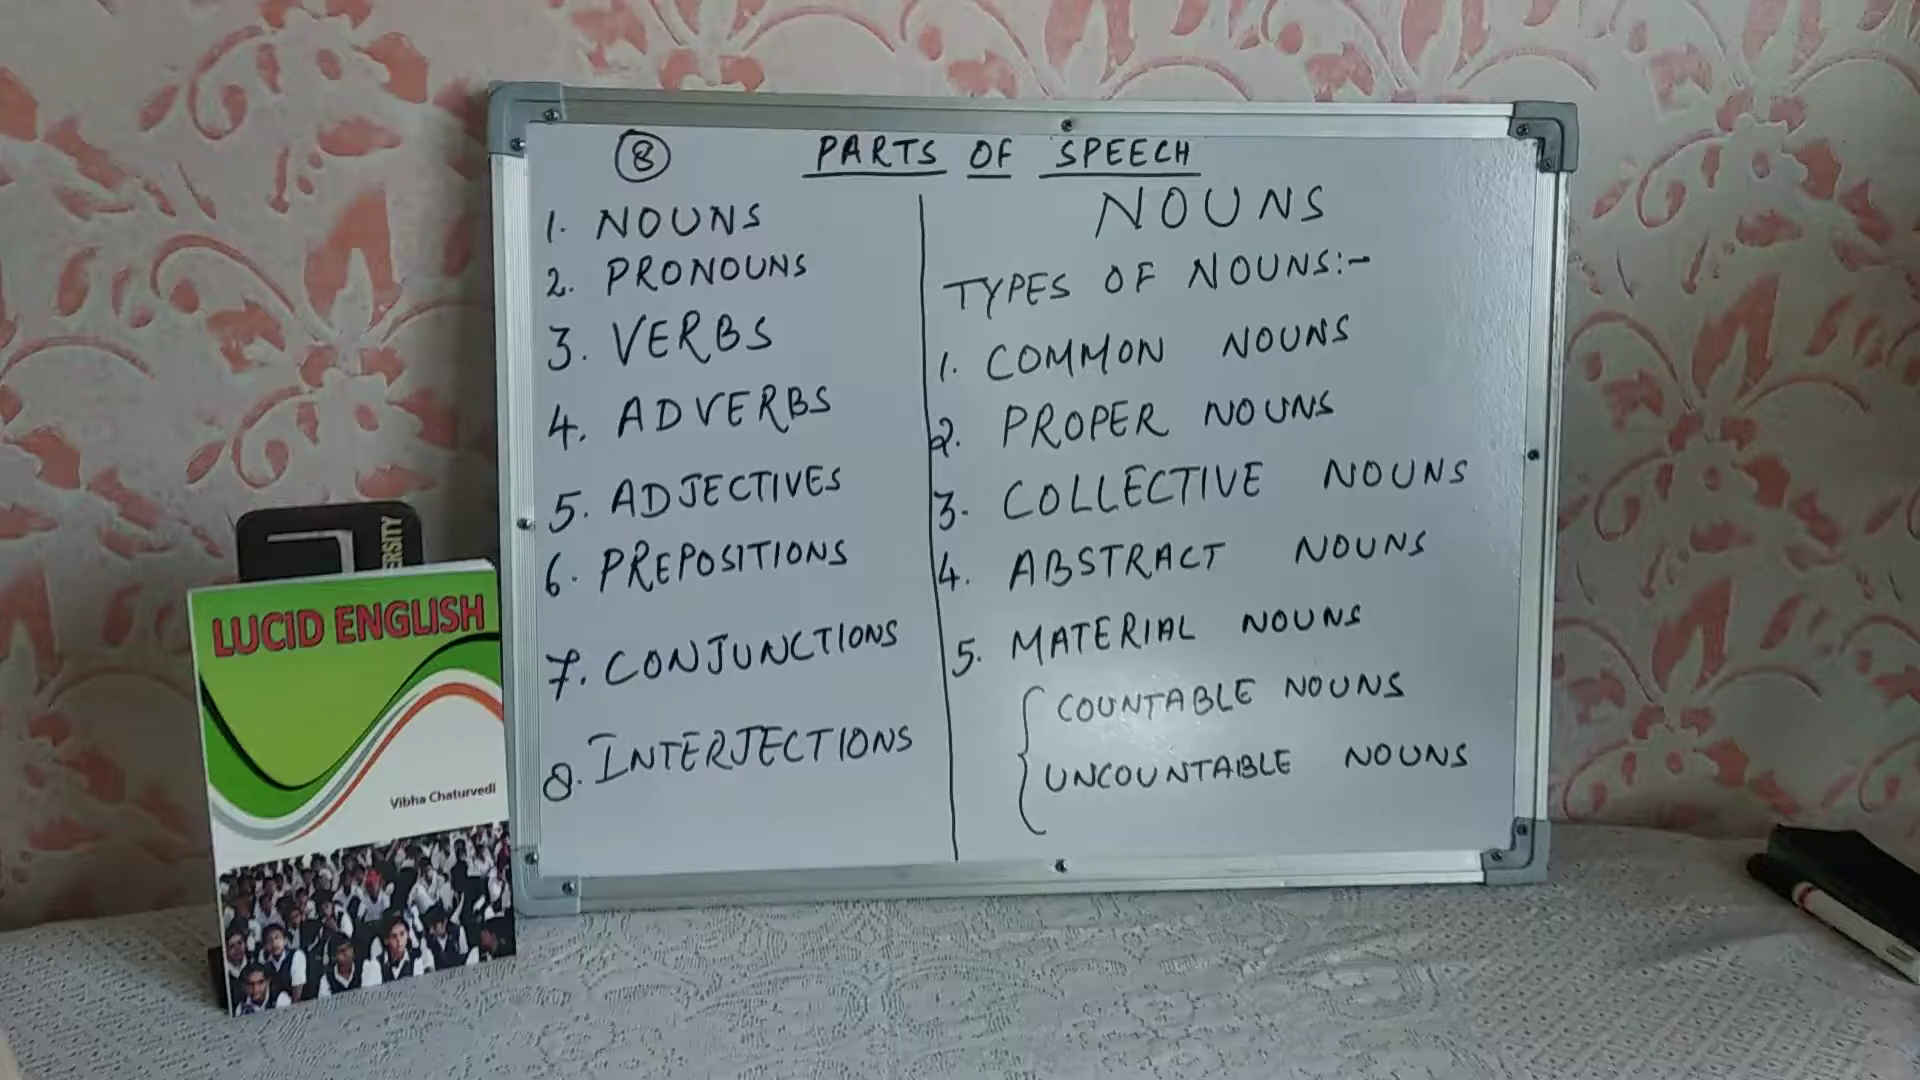 8 PARTS OF SPEECH
1. NOUNS
2. PRONOUNS
3. VERBS
4. ADVERBS
5. ADJECTIVES
6. PREPOSITIONS
7. CONJUNCTIONS
8. INTERJECTIONS
NOUNS
TYPES OF NOUNS:-
1. COMMON NOUNS
2. PROPER NOUNS
3. COLLECTIVE NOUNS
4. ABSTRACT NOUNS
5. MATERIAL NOUNS
COUNTABLE NOUNS
UNCOUNTABLE NOUNS
LUCID ENGLISH
Vibha Chaturvedi